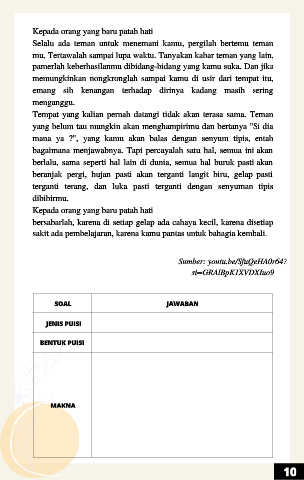 Kepada orang yang baru patah hati
Selalu ada teman untuk menemani kamu, pergilah bertemu teman
mu, Tertawalah sampai lupa waktu. Tanyakan kabar teman yang lain,
pamerlah keberhasilanmu dibidang-bidang yang kamu suka. Dan jika
memungkinkan nongkronglah sampai kamu di usir dari tempat itu,
emang sih kenangan terhadap dirinya kadang masih sering
mengganggu.
Tempat yang kalian pernah datangi tidak akan terasa sama. Teman
yang belum tau mungkin akan menghampirimu dan bertanya "Si dia
mana ya ?", yang kamu akan balas dengan senyum tipis, entah
bagaimana menjawabnya. Tapi percayalah satu hal, semua ini akan
berlalu, sama seperti hal lain di dunia, semua hal buruk pasti akan
beranjak pergi, hujan pasti akan terganti langit biru, gelap pasti
terganti terang, dan luka pasti terganti dengan senyuman tipis
dibibirmu.
Kepada orang yang baru patah hati
bersabarlah, karena di setiap gelap ada cahaya kecil, karena disetiap
sakit ada pembelajaran, karena kamu pantas untuk bahagia kembali.
Sumber: youtu.be/SfuQeHA0r64?
si=GRAIBpK1XVDXIuo9
SOAL JAWABAN
JENIS PUISI
BENTUK PUISI
MAKNA
10